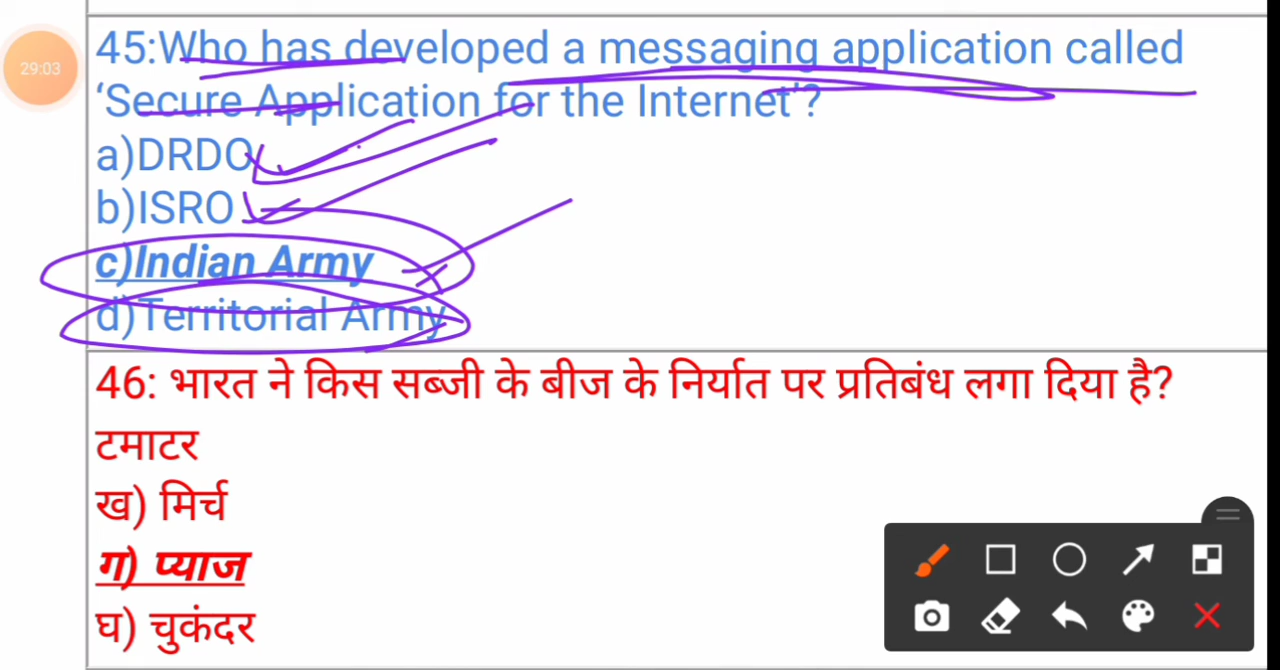 29:03
45:Who has developed a messaging application called
‘Secure Application for the Internet’?
a)DRDO
b)ISRO
c)Indian Army
d)Territorial Army
46: भारत ने किस सब्जी के बीज के निर्यात पर प्रतिबंध लगा दिया है?
टमाटर
ख) मिर्च
ग) प्याज
घ) चुकंदर